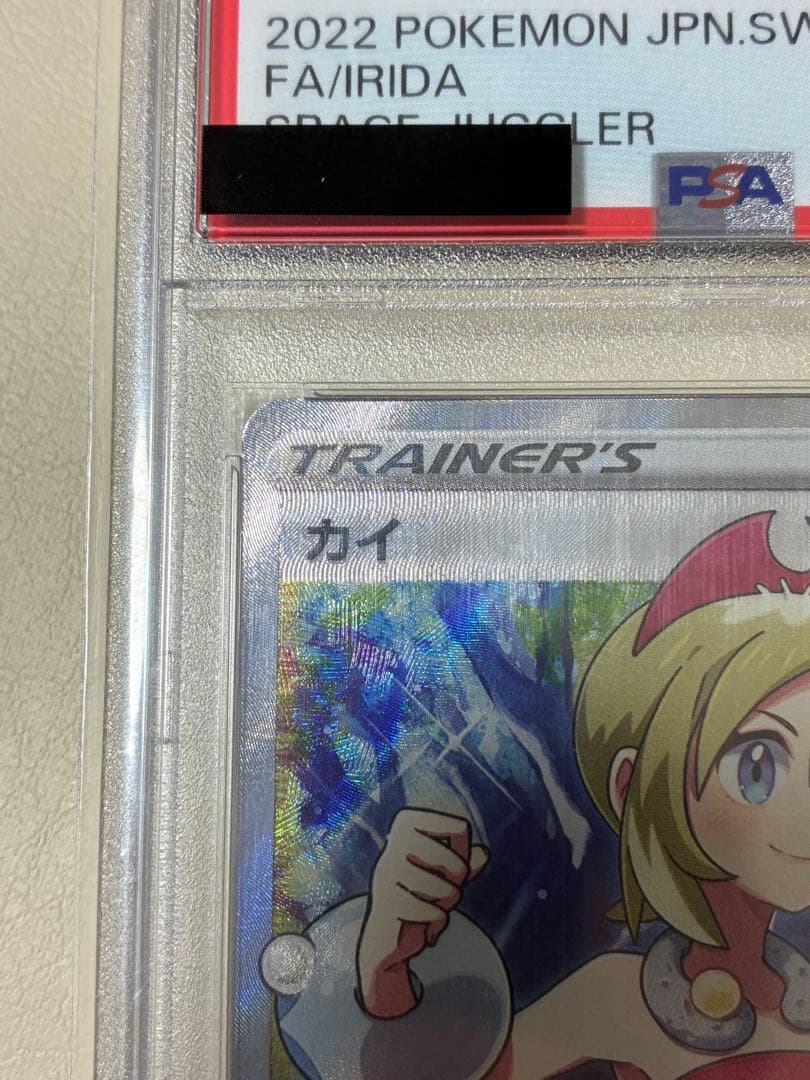 2022 POKEMON JPN.SW
FA/IRIDA
SPACE JUGGLER
PSA
TRAINER'S
カイ